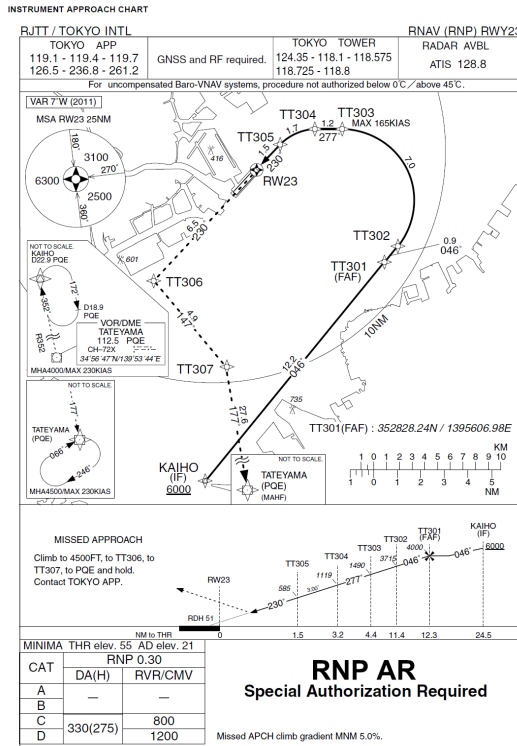 INSTRUMENT APPROACH CHART
RJTT / TOKYO INTL
RNAV (RNP) RWY23
TOKYO APP
119.1 - 119.4 - 119.7
126.5 - 236.8 - 261.2
GNSS and RF required.
TOKYO TOWER
124.35 - 118.1 - 118.575
118.725 - 118.8
RADAR AVBL
ATIS 128.8
For uncompensated Baro-VNAV systems, procedure not authorized below 0℃／above 45℃.
VAR 7°W (2011)
MSA RW23 25NM
180°
3100
270°
6300
2500
360°
416
601
735
TT304
TT303
1.2
277°
MAX 165KIAS
1.7
TT305
1.5
230°
RW23
7.0
TT302
0.9
046°
TT301
(FAF)
10NM
6.5
230°
TT306
4.9
147°
TT307
12.2
046°
27.6
177°
NOT TO SCALE.
KAIHO
D22.9 PQE
172°
352°
D18.9
PQE
R352
VOR/DME
TATEYAMA
112.5 PQE
CH–72X
34°56'47"N/139°53'44"E
MHA4000/MAX 230KIAS
NOT TO SCALE.
177°
TATEYAMA
(PQE)
066°
246°
MHA4500/MAX 230KIAS
TT301(FAF) : 352828.24N / 1395606.98E
KM
1 0 1 2 3 4 5 6 7 8 9 10
1 0 1 2 3 4 5
NM
KAIHO
(IF)
6000
NOT TO SCALE.
TATEYAMA
(PQE)
(MAHF)
MISSED APPROACH
Climb to 4500FT, to TT306, to
TT307, to PQE and hold.
Contact TOKYO APP.
RW23
TT305
TT304
TT303
TT302
TT301
(FAF)
KAIHO
(IF)
585
1119
1490
3715
4000
6000
3.00°
230°
277°
046°
046°
RDH 51
NM to THR
0 1.5 3.2 4.4 11.4 12.3 24.5
MINIMA THR elev. 55 AD elev. 21
CAT
RNP 0.30
DA(H)
RVR/CMV
A
B
—
—
C
D
330(275)
800
1200
RNP AR
Special Authorization Required
Missed APCH climb gradient MNM 5.0%.